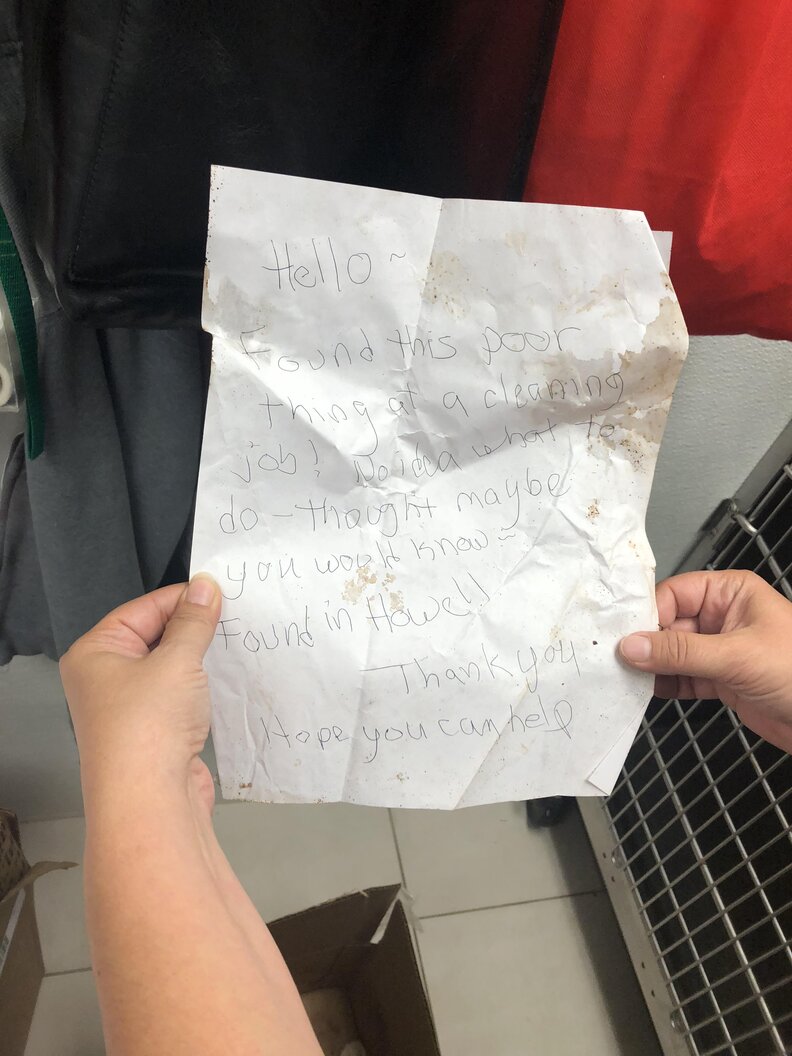 Hello ~
Found this poor
thing at a cleaning
job! No idea what to
do - thought maybe
you would know ~
Found in Howell
Thank you
Hope you can help